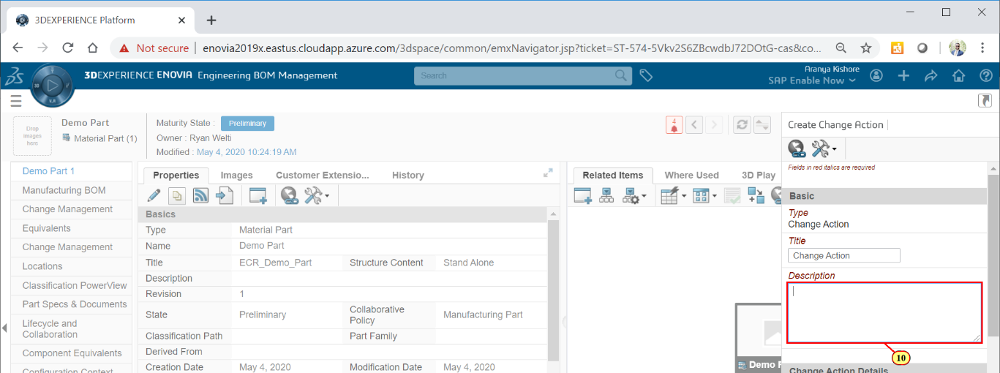 3DEXPERIENCE Platform
Not secure
enovia2019x.eastus.cloudapp.azure.com/3dspace/common/emxNavigator.jsp?ticket=ST-574-5Vkv2S6ZBcwdbJ72DOtG-cas&co...
3DEXPERIENCE ENOVIA Engineering BOM Management
Search
Aranya Kishore
SAP Enable Now
3D
V.R
Drop
images
here
Demo Part
Material Part (1)
Maturity State :
Preliminary
Owner : Ryan Welti
Modified : May 4, 2020 10:24:19 AM
4
Create Change Action
Fields in red italics are required
Demo Part 1
Manufacturing BOM
Change Management
Equivalents
Change Management
Locations
Classification PowerView
Part Specs & Documents
Lifecycle and
Collaboration
Component Equivalents
Configuration Context
Properties
Images
Customer Extensio...
History
Basics
Type Material Part
Name Demo Part
Title ECR_Demo_Part Structure Content Stand Alone
Description
Revision 1
State Preliminary Collaborative
Policy Manufacturing Part
Classification Path Part Family
Derived From
Creation Date May 4, 2020 Modification Date May 4, 2020
Related Items
Where Used
3D Play
Demo
Basic
Type
Change Action
Title
Change Action
Description
10
Change Action Details